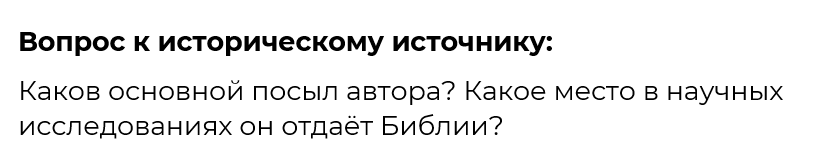 Вопрос к историческому источнику:
Каков основной посыл автора? Какое место в научных
исследованиях он отдаёт Библии?